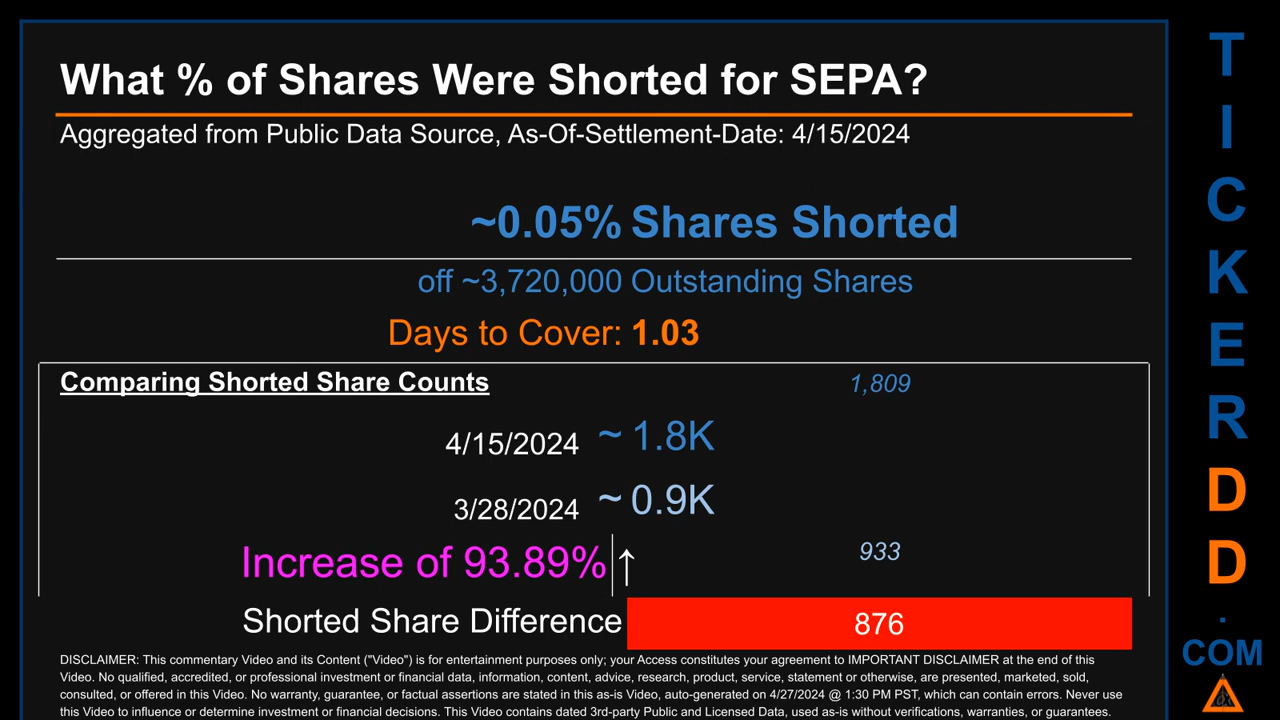 What % of Shares Were Shorted for SEPA?
Aggregated from Public Data Source, As-Of-Settlement-Date: 4/15/2024
~0.05% Shares Shorted
off ~3,720,000 Outstanding Shares
Days to Cover: 1.03
Comparing Shorted Share Counts
1,809
4/15/2024 ~ 1.8K
3/28/2024 ~ 0.9K
933
Increase of 93.89% ↑
Shorted Share Difference 876
DISCLAIMER: This commentary Video and its Content ("Video") is for entertainment purposes only; your Access constitutes your agreement to IMPORTANT DISCLAIMER at the end of this
Video. No qualified, accredited, or professional investment or financial data, information, content, advice, research, product, service, statement or otherwise, are presented, marketed, sold,
consulted, or offered in this Video. No warranty, guarantee, or factual assertions are stated in this as-is Video, auto-generated on 4/27/2024 @ 1:30 PM PST, which can contain errors. Never use
this Video to influence or determine investment or financial decisions. This Video contains dated 3rd-party Public and Licensed Data, used as-is without verifications, warranties, or guarantees.
T
I
C
K
E
R
D
D
.
COM